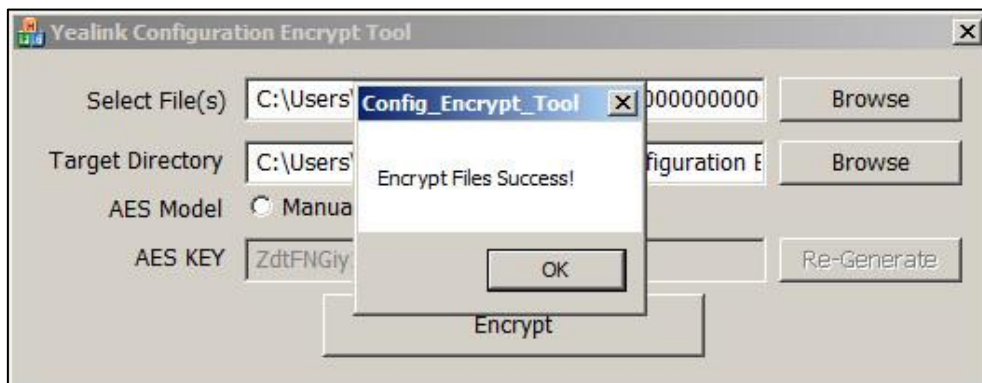 Yealink Configuration Encrypt Tool
Select File(s) C:\Users\ 000000000 Browse
Config_Encrypt_Tool
Target Directory C:\Users\ figuration E Browse
Encrypt Files Success!
AES Model Manua
AES KEY ZdtFNGiy Re-Generate
OK
Encrypt